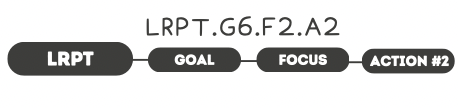 LRPT.G6.F2.A2
LRPT GOAL FOCUS ACTION #2